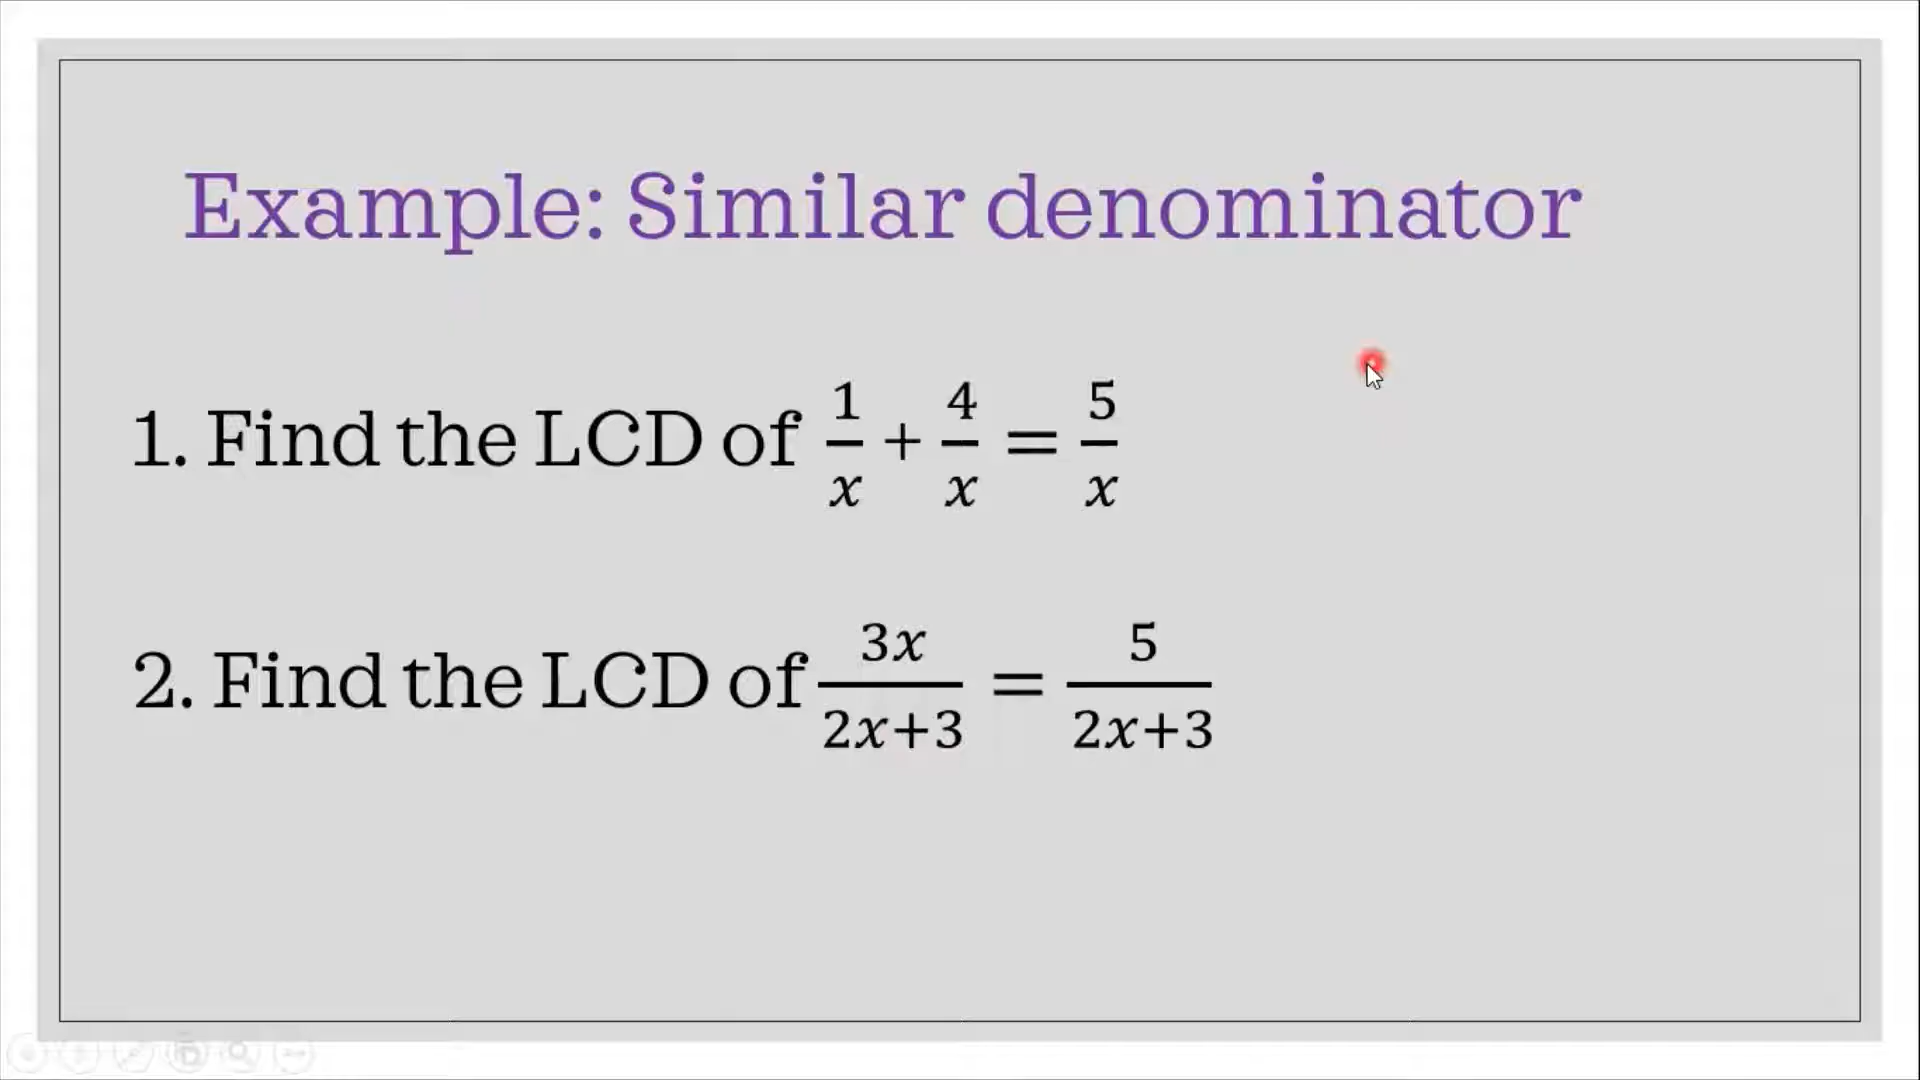 Example: Similar denominator
1. Find the LCD of 1/x + 4/x = 5/x
2. Find the LCD of 3x/2x+3 = 5/2x+3